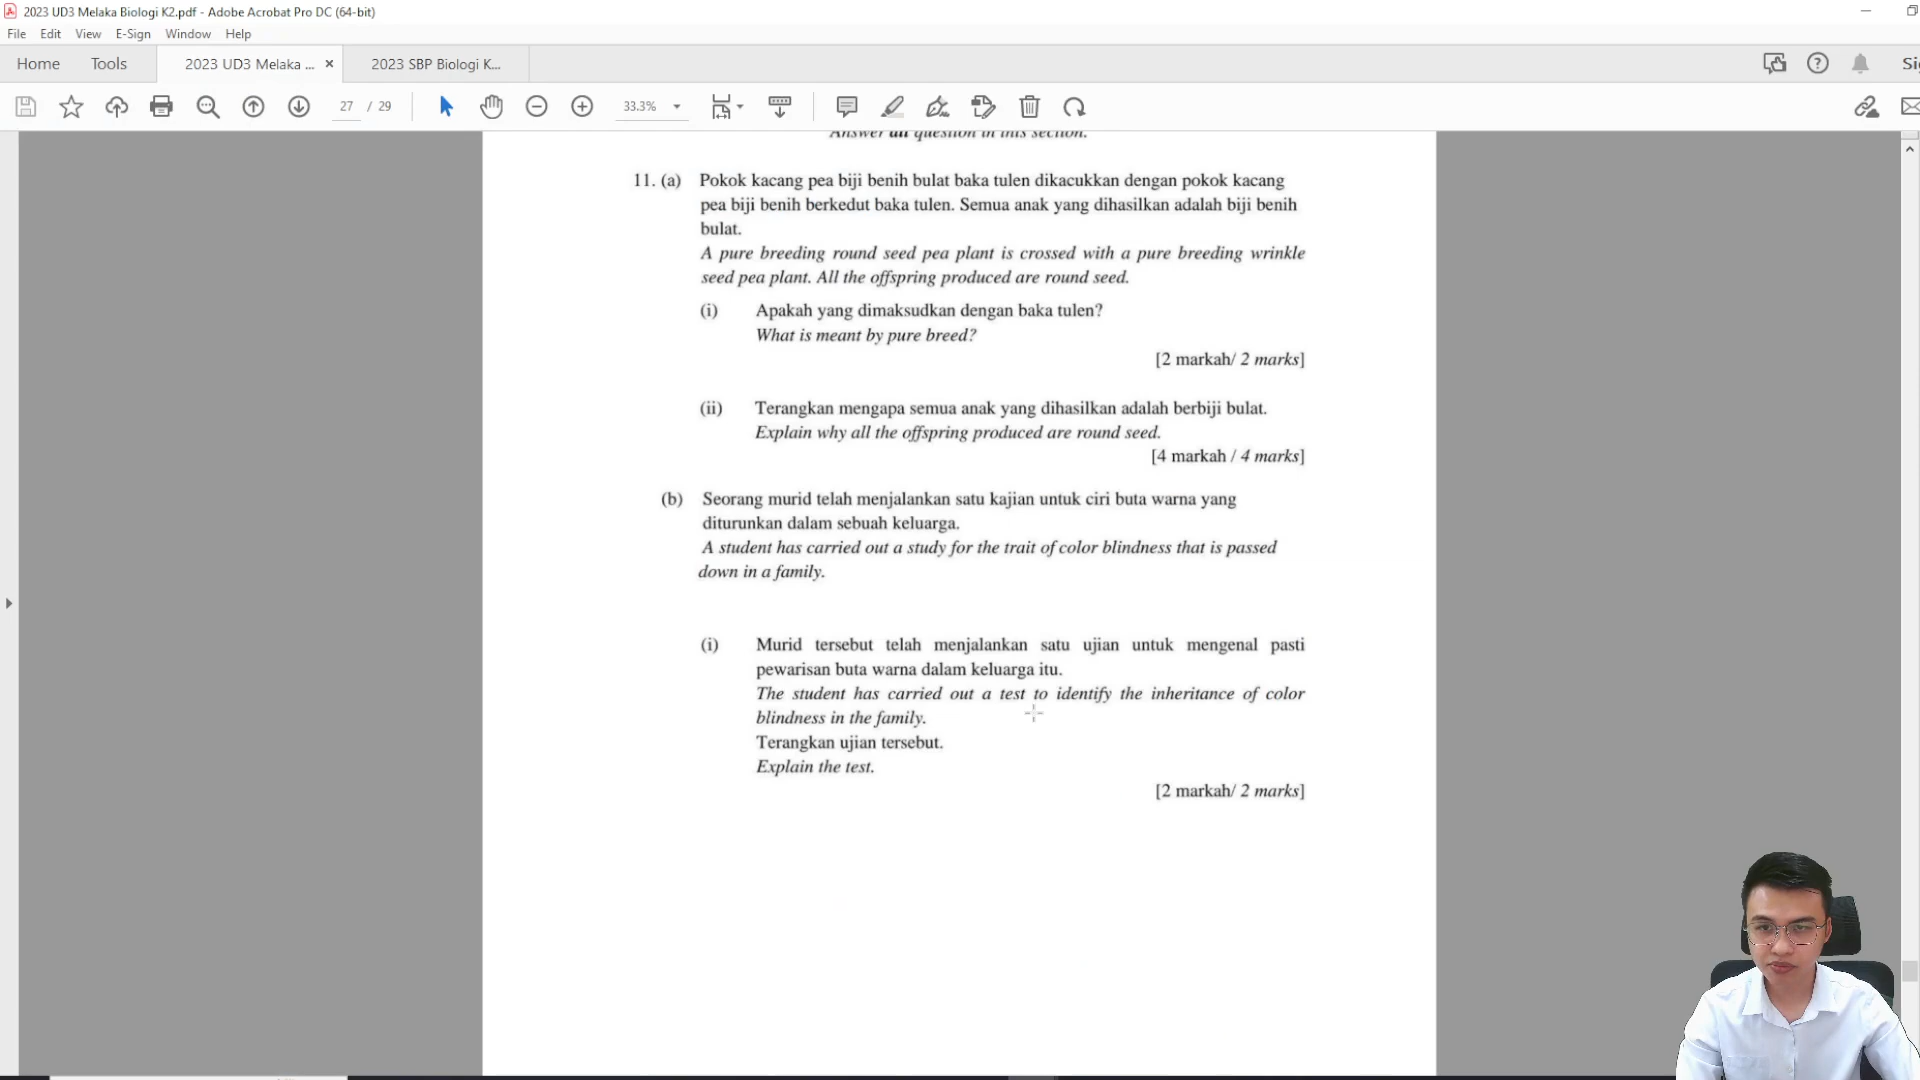 2023 UD3 Melaka Biologi K2.pdf - Adobe Acrobat Pro DC (64-bit)
File Edit View E-Sign Window Help
Home Tools 2023 UD3 Melaka ... × 2023 SBP Biologi K...
27 / 29 33.3%
Answer all question in this section.
11. (a) Pokok kacang pea biji benih bulat baka tulen dikacukkan dengan pokok kacang
pea biji benih berkedut baka tulen. Semua anak yang dihasilkan adalah biji benih
bulat.
A pure breeding round seed pea plant is crossed with a pure breeding wrinkle
seed pea plant. All the offspring produced are round seed.
(i) Apakah yang dimaksudkan dengan baka tulen?
What is meant by pure breed?
[2 markah/ 2 marks]
(ii) Terangkan mengapa semua anak yang dihasilkan adalah berbiji bulat.
Explain why all the offspring produced are round seed.
[4 markah / 4 marks]
(b) Seorang murid telah menjalankan satu kajian untuk ciri buta warna yang
diturunkan dalam sebuah keluarga.
A student has carried out a study for the trait of color blindness that is passed
down in a family.
(i) Murid tersebut telah menjalankan satu ujian untuk mengenal pasti
pewarisan buta warna dalam keluarga itu.
The student has carried out a test to identify the inheritance of color
blindness in the family.
Terangkan ujian tersebut.
Explain the test.
[2 markah/ 2 marks]